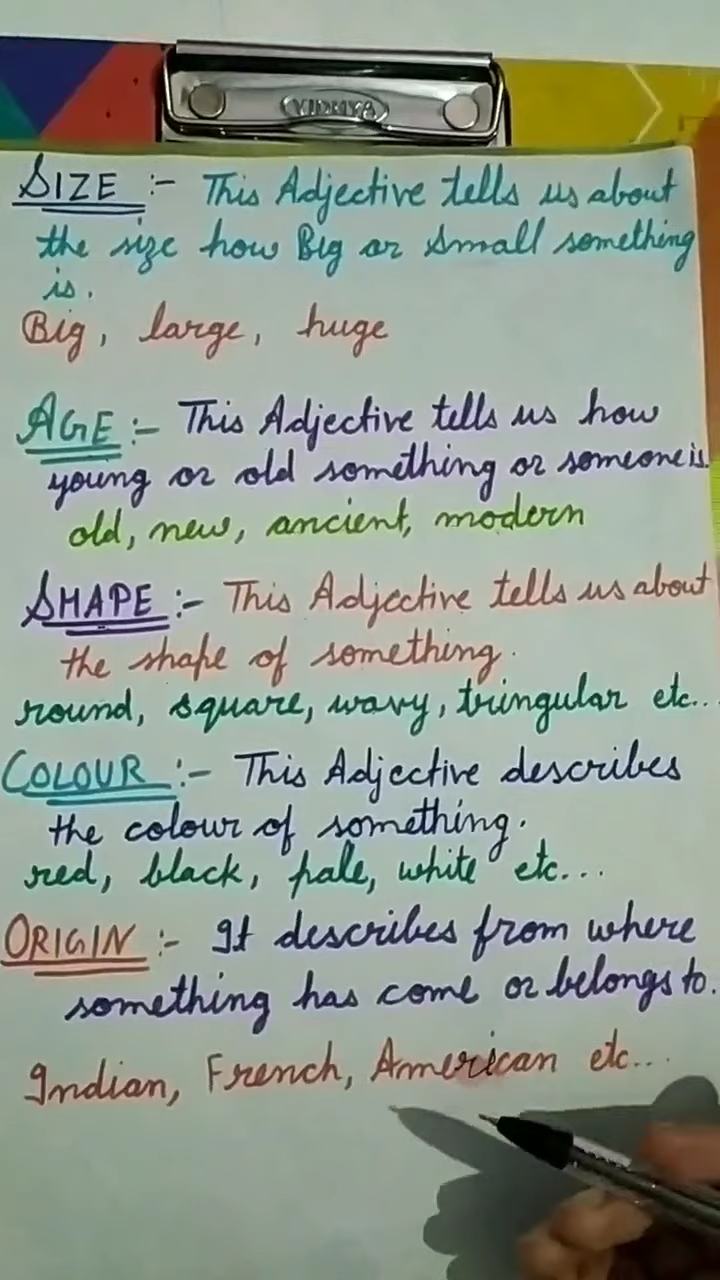 VIDHYA
SIZE :- This Adjective tells us about
the size how Big or Small something
is.
Big, large, huge
AGE :- This Adjective tells us how
young or old something or someone is.
old, new, ancient, modern
SHAPE :- This Adjective tells us about
the shape of something.
round, square, wavy, tringular etc...
COLOUR :- This Adjective describes
the colour of something.
red, black, pale, white etc...
ORIGIN :- It describes from where
something has come or belongs to.
Indian, French, American etc...